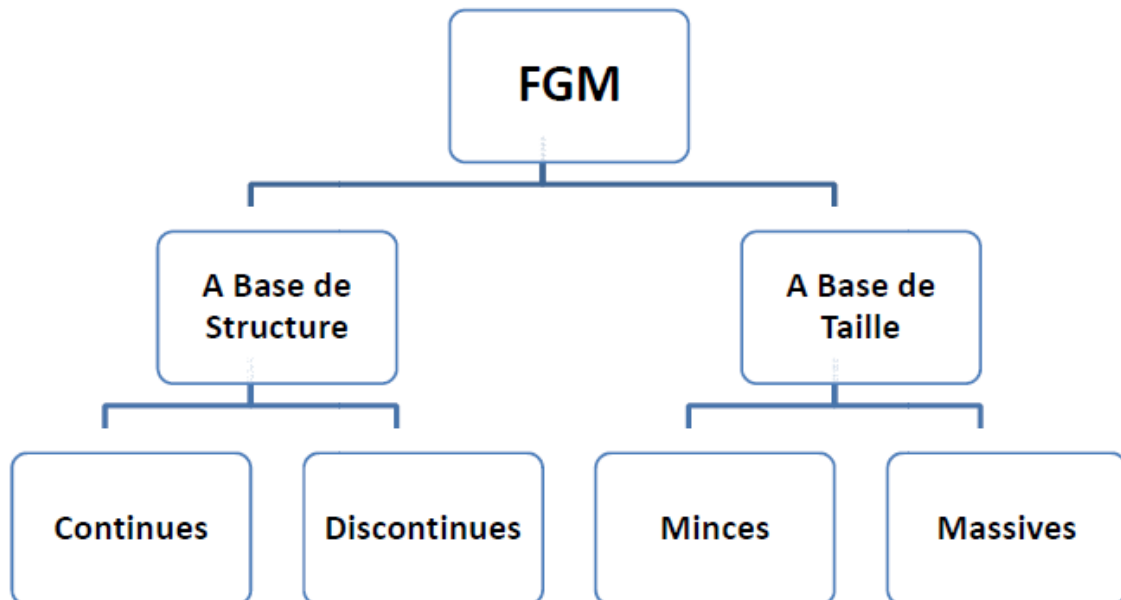 FGM
A Base de
Structure
A Base de
Taille
Continues
Discontinues
Minces
Massives